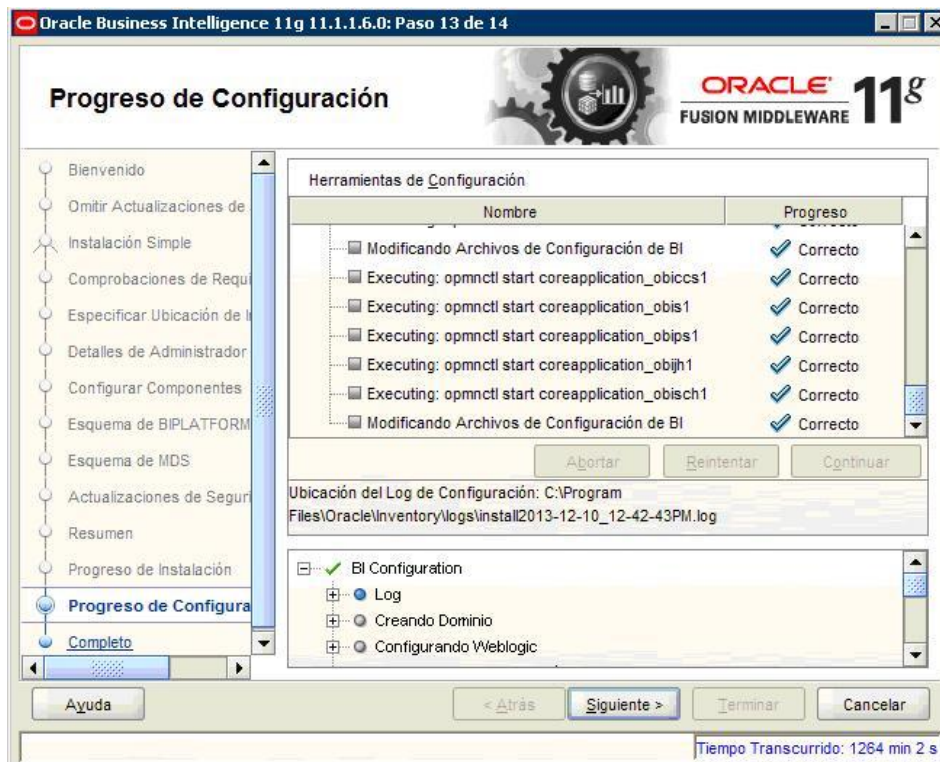 Oracle Business Intelligence 11g 11.1.1.6.0: Paso 13 de 14
Progreso de Configuración
ORACLE
FUSION MIDDLEWARE
11g
Bienvenido
Omitir Actualizaciones de
Instalación Simple
Comprobaciones de Requi
Especificar Ubicación de I
Detalles de Administrador
Configurar Componentes
Esquema de BIPLATFORM
Esquema de MDS
Actualizaciones de Seguri
Resumen
Progreso de Instalación
Progreso de Configura
Completo
Herramientas de Configuración
Nombre Progreso
Modificando Archivos de Configuración de BI Correcto
Executing: opmnctl start coreapplication_obiccs1 Correcto
Executing: opmnctl start coreapplication_obis1 Correcto
Executing: opmnctl start coreapplication_obips1 Correcto
Executing: opmnctl start coreapplication_obijh1 Correcto
Executing: opmnctl start coreapplication_obisch1 Correcto
Modificando Archivos de Configuración de BI Correcto
Abortar Reintentar Continuar
Ubicación del Log de Configuración: C:\Program
Files\Oracle\Inventory\logs\install2013-12-10_12-42-43PM.log
BI Configuration
Log
Creando Dominio
Configurando Weblogic
Ayuda < Atrás Siguiente > Terminar Cancelar
Tiempo Transcurrido: 1264 min 2 s